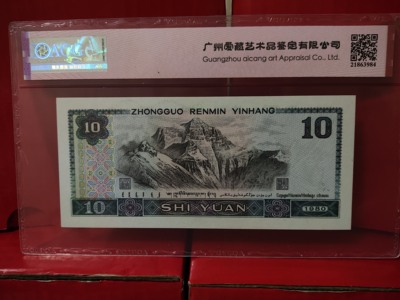 广州爱藏艺术品鉴定有限公司
Guangzhou aicang art Appraisal Co., Ltd.
21863984
ZHONGGUO RENMIN YINHANG
10
10
10
SHI YUAN
1980